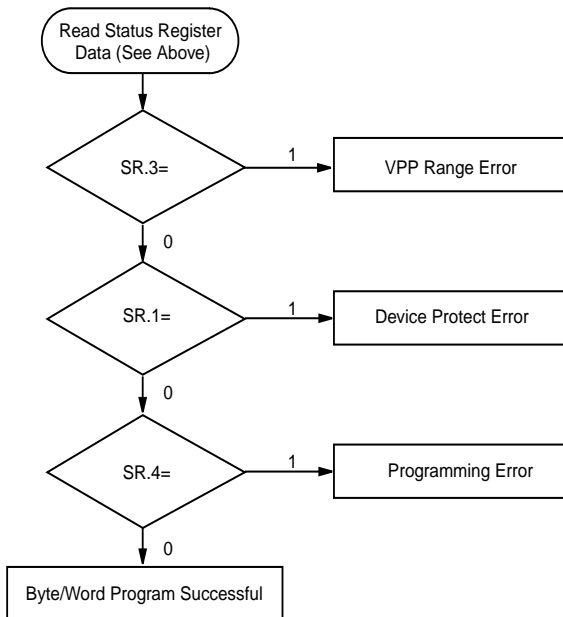 Read Status Register
Data (See Above)
SR.3=
1
VPP Range Error
0
SR.1=
1
Device Protect Error
0
SR.4=
1
Programming Error
0
Byte/Word Program Successful